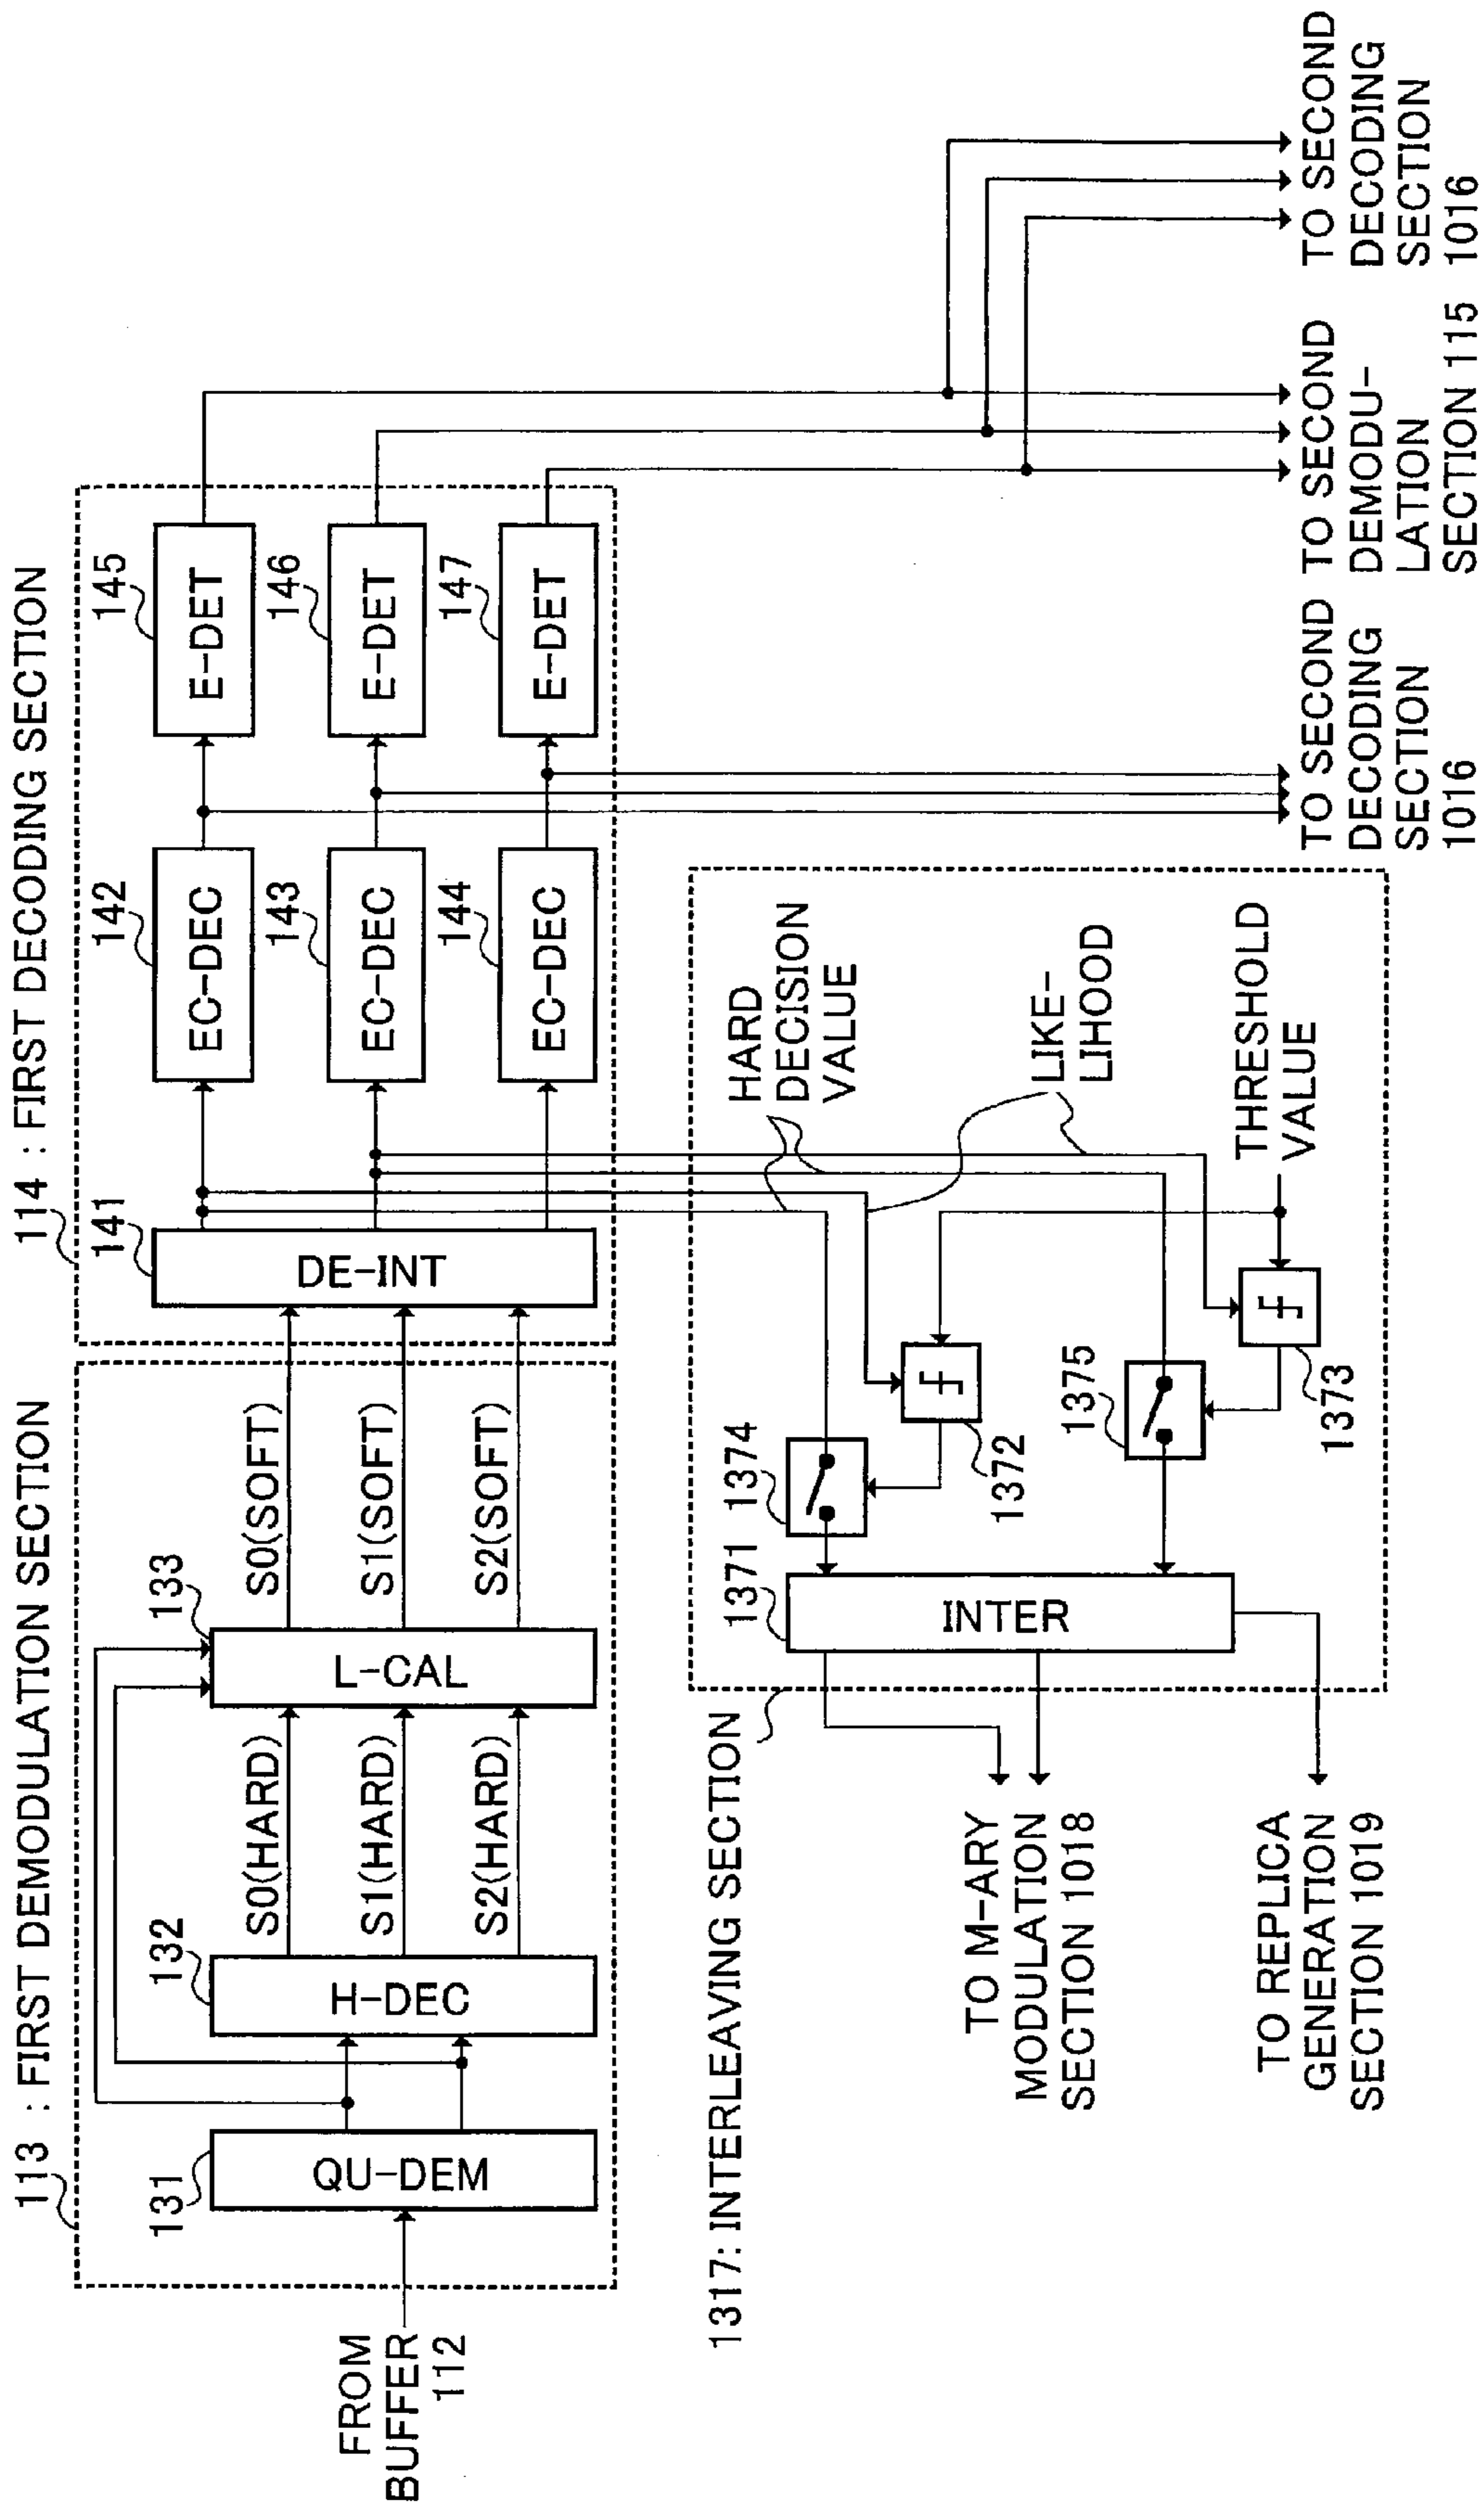 113 : FIRST DEMODULATION SECTION
114 : FIRST DECODING SECTION
FROM
BUFFER
112
131
QU-DEM
132
H-DEC
S0(HARD)
S1(HARD)
S2(HARD)
133
L-CAL
S0(SOFT)
S1(SOFT)
S2(SOFT)
141
DE-INT
142
EC-DEC
143
EC-DEC
144
EC-DEC
145
E-DET
146
E-DET
147
E-DET
1317: INTERLEAVING SECTION
1371
INTER
1374
1372
1375
1373
HARD
DECISION
VALUE
LIKE-
LIHOOD
THRESHOLD
VALUE
TO M-ARY
MODULATION
SECTION 1018
TO REPLICA
GENERATION
SECTION 1019
TO SECOND
DECODING
SECTION
1016
TO SECOND
DEMODU-
LATION
SECTION 115
TO SECOND
DECODING
SECTION
1016